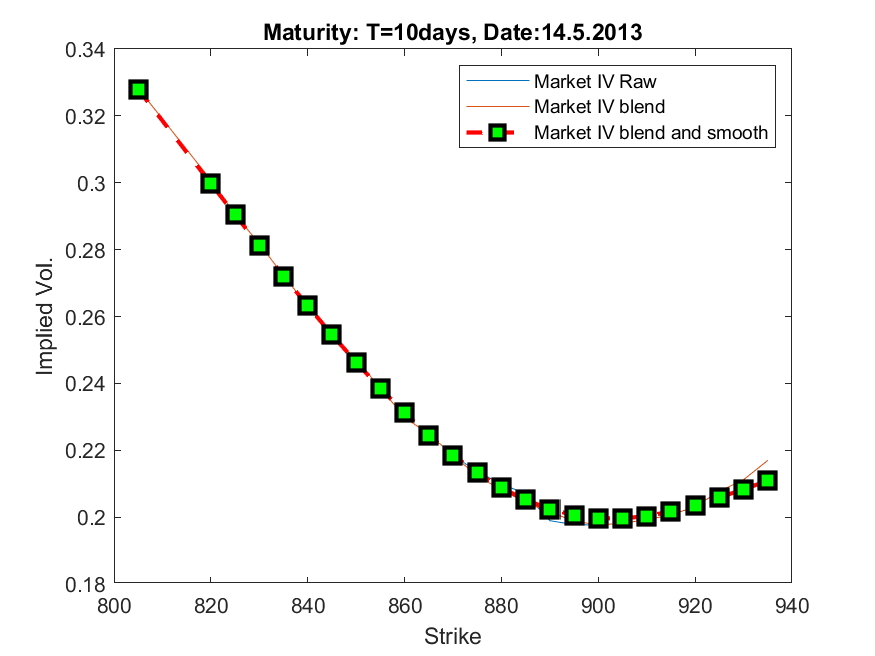 Maturity: T=10days, Date:14.5.2013
0.34
0.32
0.3
0.28
0.26
0.24
0.22
0.2
0.18
Implied Vol.
Market IV Raw
Market IV blend
Market IV blend and smooth
800 820 840 860 880 900 920 940
Strike